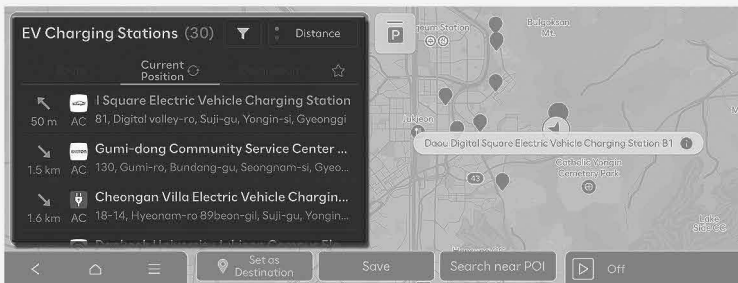 EV Charging Stations (30)
Distance
Current
Position
l Square Electric Vehicle Charging Station
50 m AC 81, Digital valley-ro, Suji-gu, Yongin-si, Gyeonggi
Gumi-dong Community Service Center ...
1.5 km AC 130, Gumi-ro, Bundang-gu, Seongnam-si, Gyeo...
Cheongan Villa Electric Vehicle Chargin...
1.6 km AC 18-14, Hyeonam-ro 89beon-gil, Suji-gu, Yongin...
P
Station
Bulgoksan
Mt.
Jukjeon
Daou Digital Square Electric Vehicle Charging Station B1
Catholic Yongin
Cemetery Park
43
Lake
Side CC
Set as
Destination
Save
Search near POI
Off